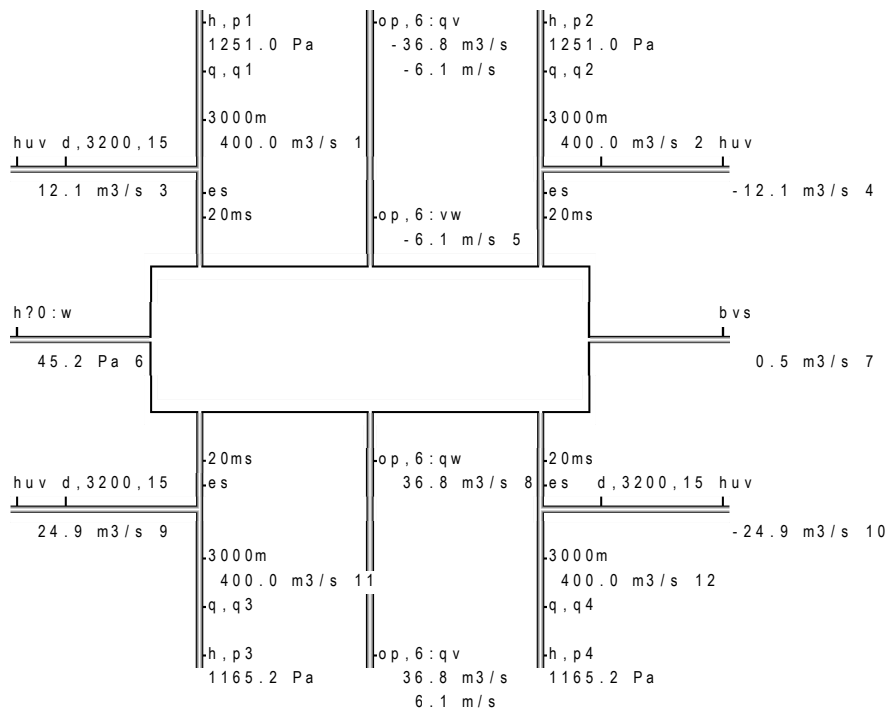 h,p1
1251.0 Pa
q,q1
3000m
400.0 m3/s 1
es
20ms
op,6:qv
-36.8 m3/s
-6.1 m/s
op,6:vw
-6.1 m/s 5
h,p2
1251.0 Pa
q,q2
3000m
400.0 m3/s 2
es
20ms
huv d,3200,15
12.1 m3/s 3
huv
-12.1 m3/s 4
h?0:w
45.2 Pa 6
bvs
0.5 m3/s 7
huv d,3200,15
24.9 m3/s 9
20ms
es
3000m
400.0 m3/s 11
q,q3
h,p3
1165.2 Pa
op,6:qw
36.8 m3/s 8
op,6:qv
36.8 m3/s
6.1 m/s
20ms
es
d,3200,15 huv
-24.9 m3/s 10
3000m
400.0 m3/s 12
q,q4
h,p4
1165.2 Pa